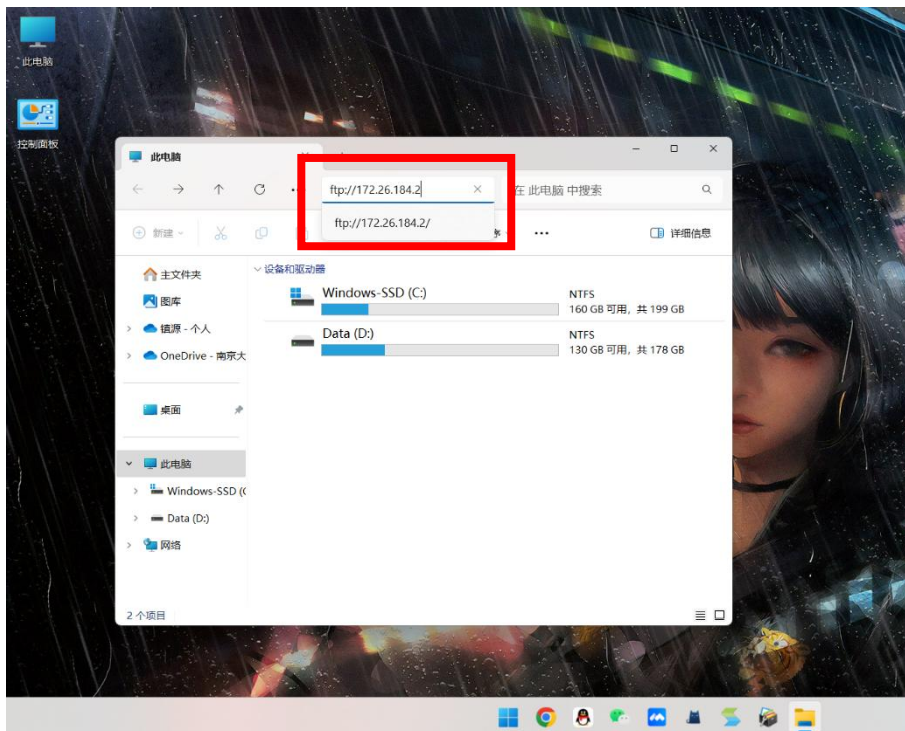 此电脑
控制面板
此电脑
ftp://172.26.184.2
在 此电脑 中搜索
ftp://172.26.184.2/
新建
详细信息
主文件夹
图库
镇源 - 个人
OneDrive - 南京大
桌面
此电脑
Windows-SSD (C
Data (D:)
网络
设备和驱动器
Windows-SSD (C:)
NTFS
160 GB 可用，共 199 GB
Data (D:)
NTFS
130 GB 可用，共 178 GB
2 个项目